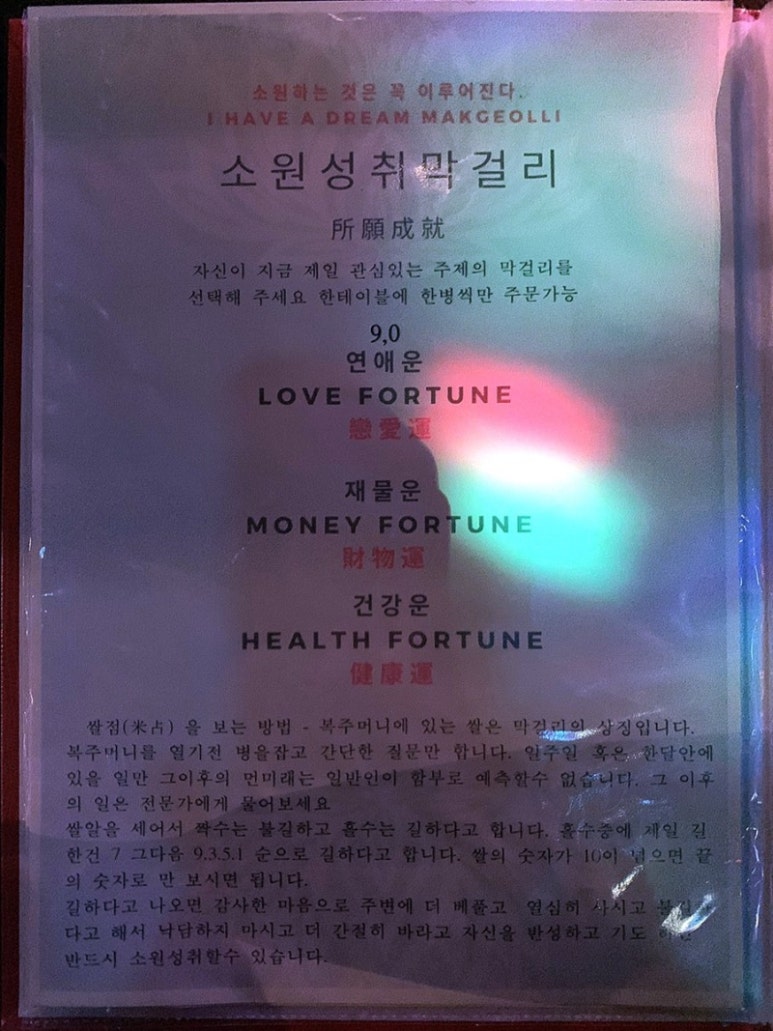 소원하는 것은 꼭 이루어진다.
I HAVE A DREAM MAKGEOLLI
소원성취막걸리
所願成就
자신이 지금 제일 관심있는 주제의 막걸리를
선택해 주세요 한테이블에 한병씩만 주문가능
9,0
연애운
LOVE FORTUNE
戀愛運
재물운
MONEY FORTUNE
財物運
건강운
HEALTH FORTUNE
健康運
쌀점(米占) 을 보는 방법 - 복주머니에 있는 쌀은 막걸리의 상징입니다.
복주머니를 열기전 병을잡고 간단한 질문만 합니다. 일주일 혹은 한달안에
있을 일만 그이후의 먼미래는 일반인이 함부로 예측할수 없습니다. 그 이후
의 일은 전문가에게 물어보세요
쌀알을 세어서 짝수는 불길하고 홀수는 길하다고 합니다. 홀수중에 제일 길
한건 7 그다음 9.3.5.1 순으로 길하다고 합니다. 쌀의 숫자가 10이 넘으면 끝
의 숫자로 만 보시면 됩니다.
길하다고 나오면 감사한 마음으로 주변에 더 베풀고 열심히 사시고
다고 해서 낙담하지 마시고 더 간절히 바라고 자신을 반성하고 기도
반드시 소원성취할수 있습니다.